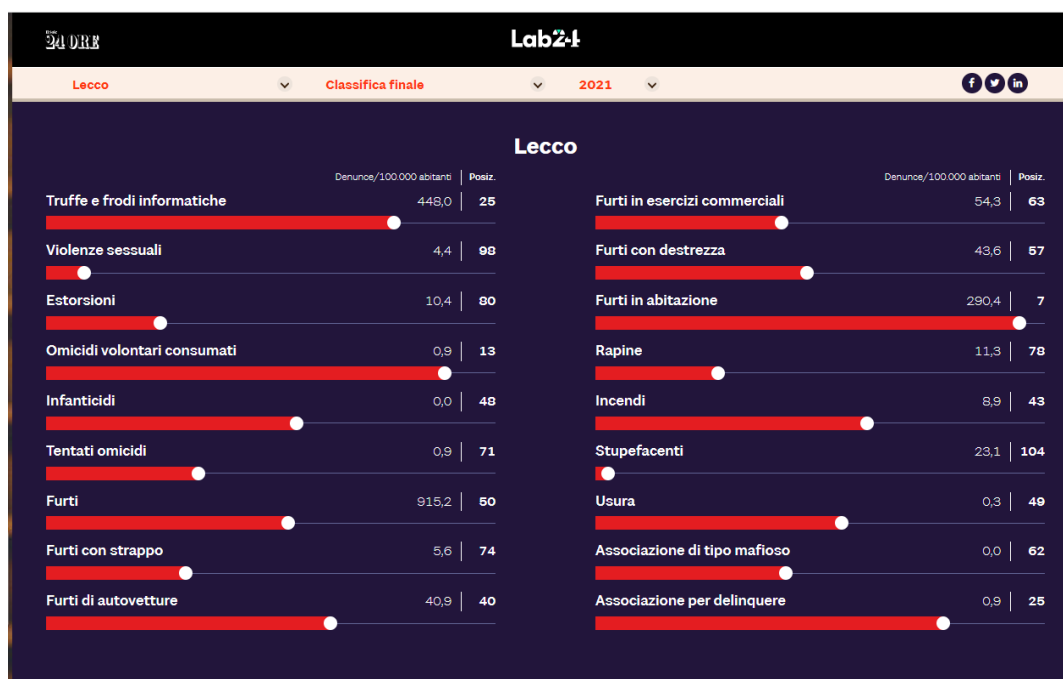 24 ORE
Lab24
Lecco Classifica finale 2021
Lecco
Denunce/100.000 abitanti Posiz.
Truffe e frodi informatiche 448,0 25
Violenze sessuali 4,4 98
Estorsioni 10,4 80
Omicidi volontari consumati 0,9 13
Infanticidi 0,0 48
Tentati omicidi 0,9 71
Furti 915,2 50
Furti con strappo 5,6 74
Furti di autovetture 40,9 40
Denunce/100.000 abitanti Posiz.
Furti in esercizi commerciali 54,3 63
Furti con destrezza 43,6 57
Furti in abitazione 290,4 7
Rapine 11,3 78
Incendi 8,9 43
Stupefacenti 23,1 104
Usura 0,3 49
Associazione di tipo mafioso 0,0 62
Associazione per delinquere 0,9 25